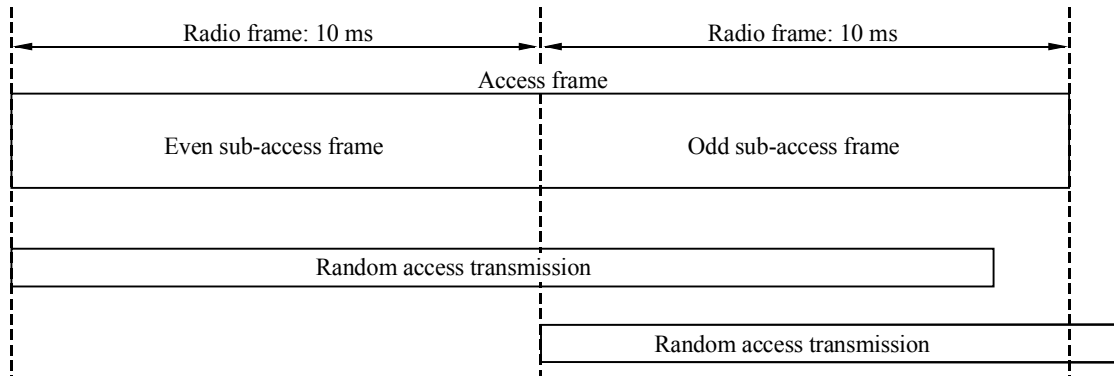 Radio frame: 10 ms
Radio frame: 10 ms
Access frame
Even sub-access frame
Odd sub-access frame
Random access transmission
Random access transmission